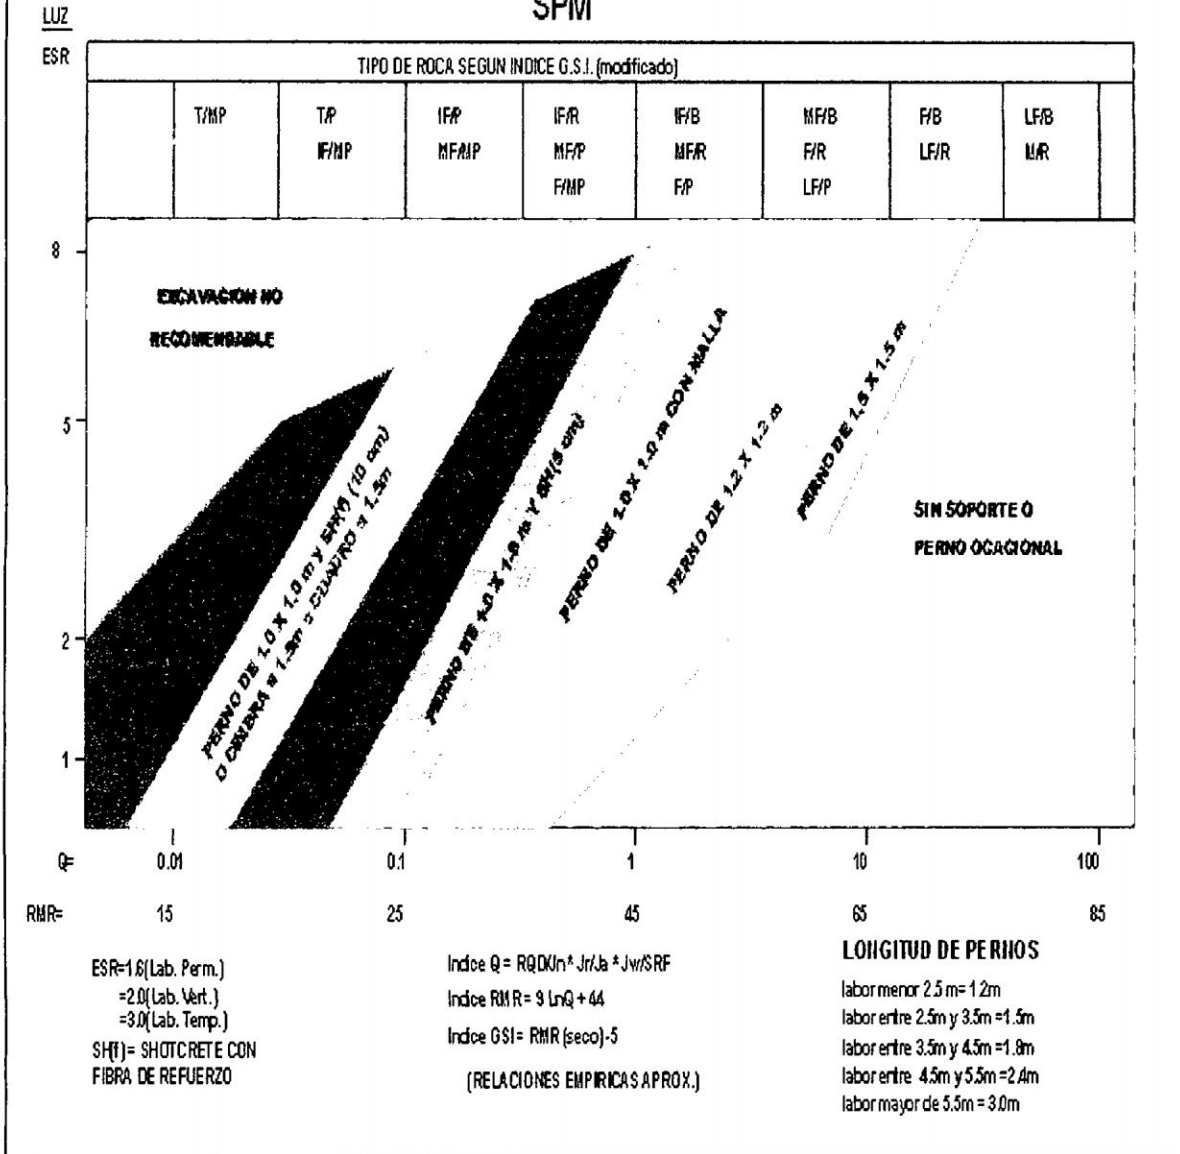 SPM
LUZ
ESR
TIPO DE ROCA SEGUN INDICE G.S.I. (modificado)
T/MP T/P IF/P IF/R IF/B MF/B F/B LF/B
IF/MP MF/MP MF/P MF/R F/R LF/R M/R
F/MP F/P LF/P
8
EXCAVACION NO
RECOMENDABLE
5
2
1
PERNO DE 1.0 X 1.0 m y SH(f) (10 cm)
O CIMBRA a 1.5m o CUADRO a 1.5m
PERNO DE 1.0 X 1.0 m Y SH(5 cm)
PERNO DE 1.0 X 1.0 m CON MALLA
PERNO DE 1.2 X 1.2 m
PERNO DE 1.5 X 1.5 m
SIN SOPORTE O
PERNO OCACIONAL
Q= 0.01 0.1 1 10 100
RMR= 15 25 45 65 85
ESR=1.6(Lab. Perm.)
=2.0(Lab. Vert.)
=3.0(Lab. Temp.)
SH(f)= SHOTCRETE CON
FIBRA DE REFUERZO
Indice Q = RQD/Jn * Jr/Ja * Jw/SRF
Indice RMR = 9 LnQ + 44
Indice GSI= RMR (seco)-5
(RELACIONES EMPIRICAS APROX.)
LONGITUD DE PERNOS
labor menor 2.5 m= 1.2m
labor entre 2.5m y 3.5m =1.5m
labor entre 3.5m y 4.5m =1.8m
labor entre 4.5m y 5.5m =2.4m
labor mayor de 5.5m = 3.0m